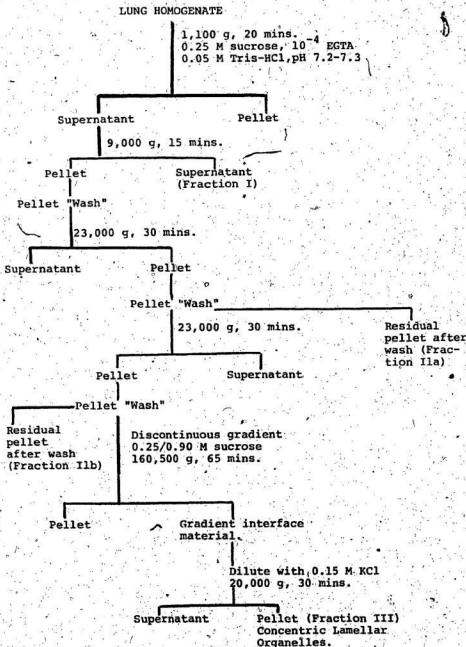 LUNG HOMOGENATE
1,100 g, 20 mins.
0.25 M sucrose, 10⁻⁴ EGTA
0.05 M Tris-HCl,pH 7.2-7.3
Supernatant Pellet
9,000 g, 15 mins.
Pellet Supernatant
(Fraction I)
Pellet "Wash"
23,000 g, 30 mins.
Supernatant Pellet
Pellet "Wash"
23,000 g, 30 mins.
Residual
pellet after
wash (Frac-
tion IIa)
Pellet Supernatant
Pellet "Wash"
Residual
pellet
after wash
(Fraction IIb)
Discontinuous gradient
0.25/0.90 M sucrose
160,500 g, 65 mins.
Pellet Gradient interface
material.
Dilute with 0.15 M KCl
20,000 g, 30 mins.
Supernatant Pellet (Fraction III)
Concentric Lamellar
Organelles.